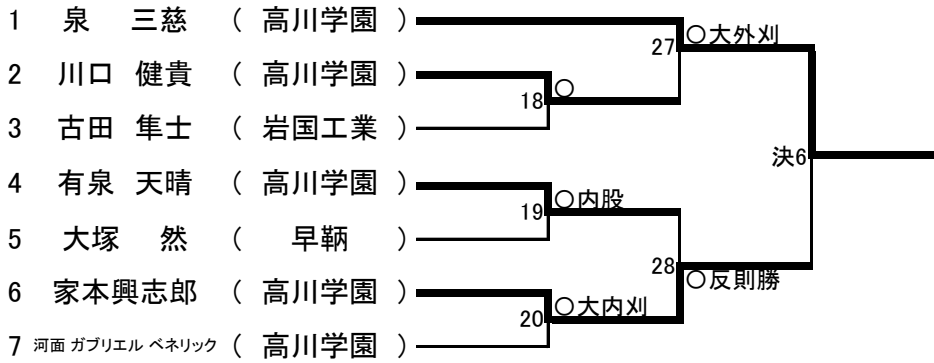 1 泉 三慈 ( 高川学園 )
27 ○大外刈
2 川口 健貴 ( 高川学園 )
18 ○
3 古田 隼士 ( 岩国工業 )
決6
4 有泉 天晴 ( 高川学園 )
19 ○内股
5 大塚 然 ( 早鞆 )
28 ○反則勝
6 家本興志郎 ( 高川学園 )
20 ○大内刈
7 河面 ガブリエル ベネリック ( 高川学園 )